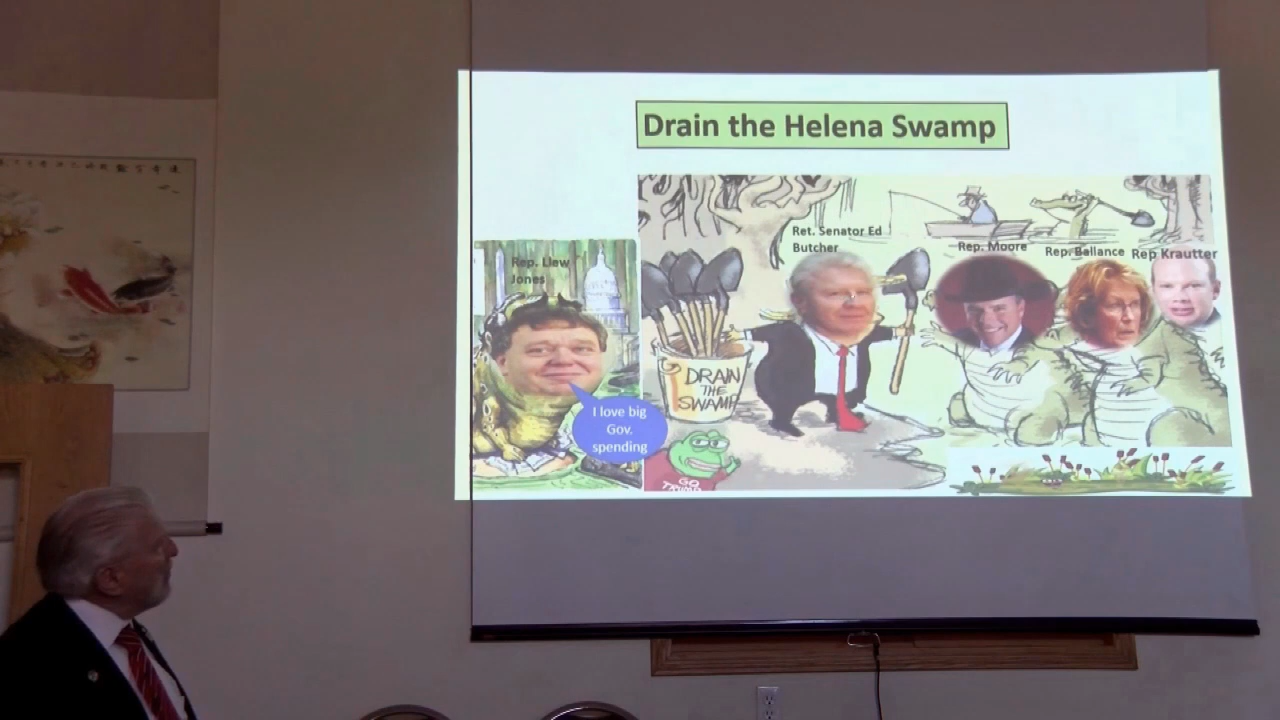 Drain the Helena Swamp
Rep. Llew
Jones
I love big
Gov.
spending
Ret. Senator Ed
Butcher
Rep. Moore
Rep. Ballance
Rep Krautter
DRAIN
THE
SWAMP
GO